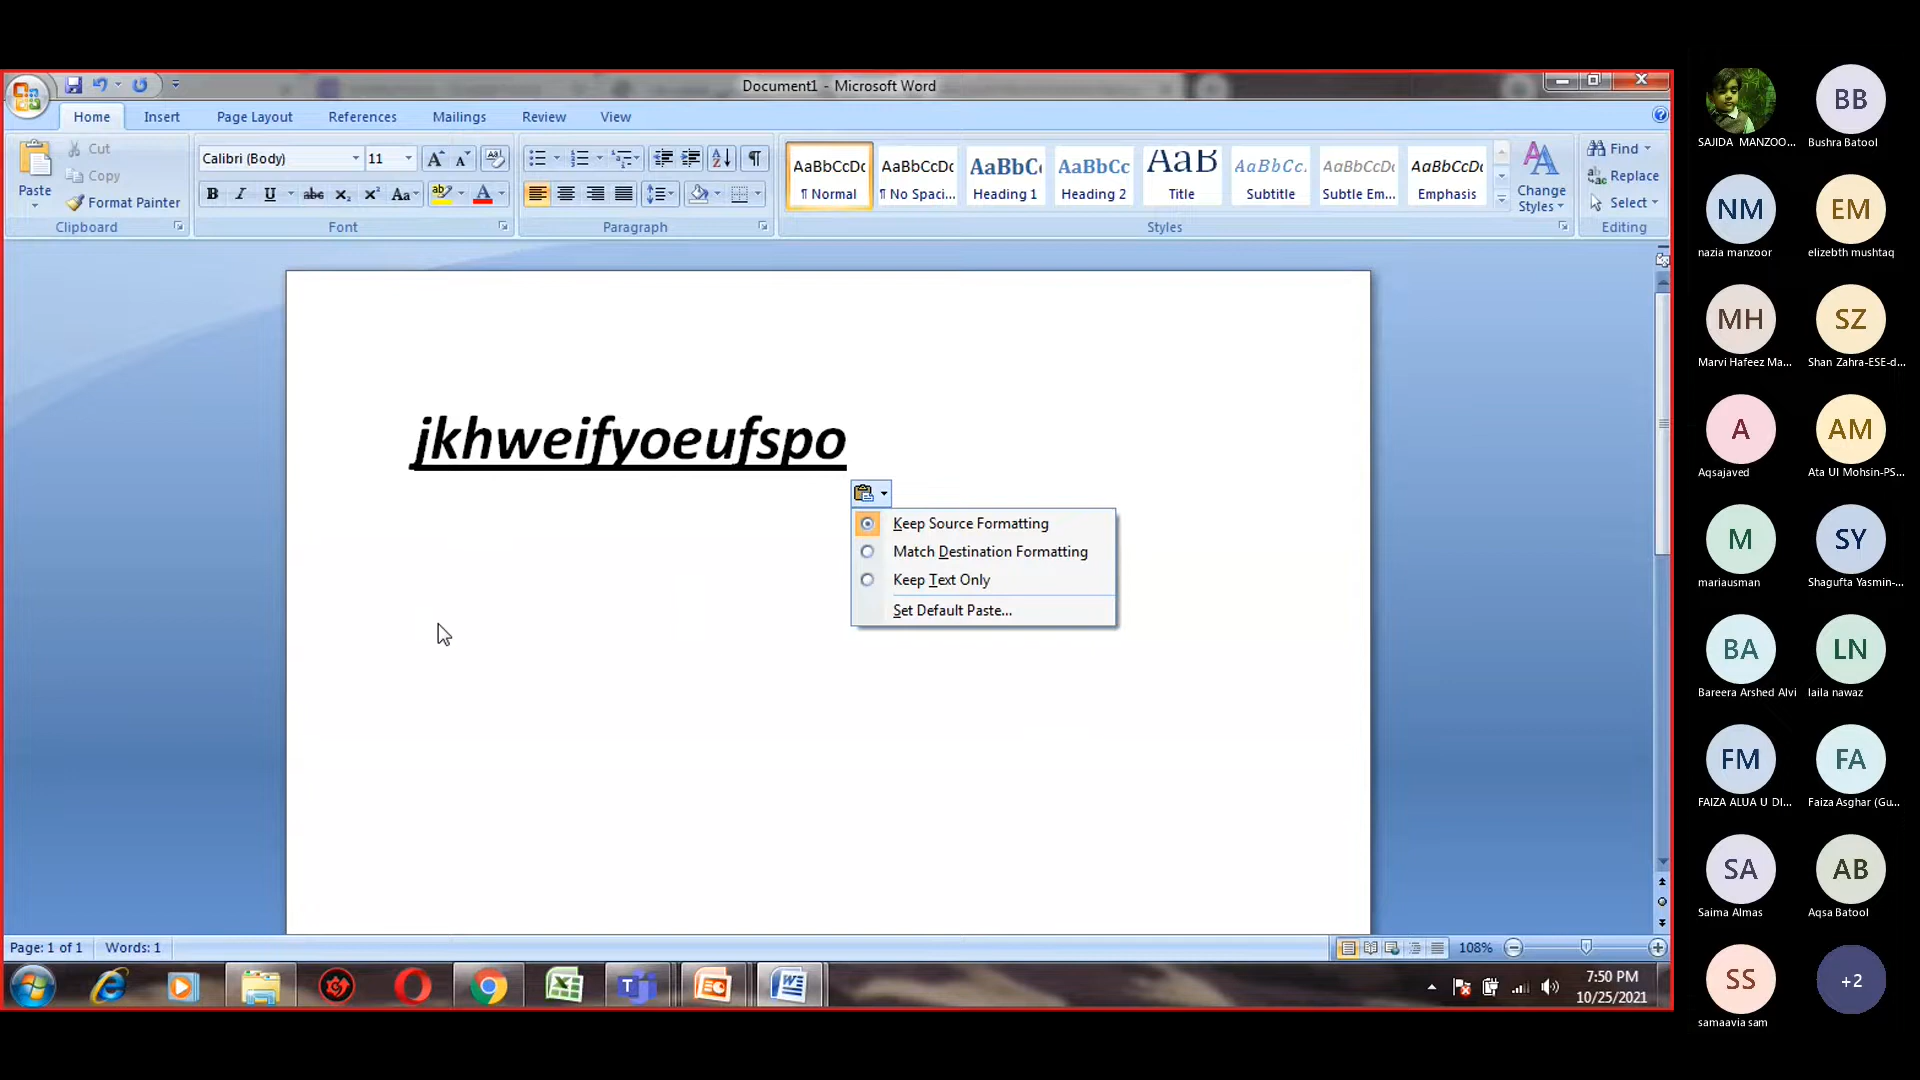 Document1 - Microsoft Word
Home Insert Page Layout References Mailings Review View
Paste
Cut
Copy
Format Painter
Clipboard
Calibri (Body) 11
Font
Paragraph
AaBbCcDc AaBbCcDc AaBbC AaBbCc AaB AaBbCc. AaBbCcDc AaBbCcDc
¶ Normal ¶ No Spaci... Heading 1 Heading 2 Title Subtitle Subtle Em... Emphasis
Change
Styles
Styles
Find
Replace
Select
Editing
jkhweifyoeufspo
Keep Source Formatting
Match Destination Formatting
Keep Text Only
Set Default Paste...
Page: 1 of 1 Words: 1
108%
7:50 PM
10/25/2021
SAJIDA MANZOO...
BB
Bushra Batool
NM
nazia manzoor
EM
elizebth mushtaq
MH
Marvi Hafeez Ma...
SZ
Shan Zahra-ESE-d...
A
Aqsajaved
AM
Ata Ul Mohsin-PS...
M
mariausman
SY
Shagufta Yasmin-...
BA
Bareera Arshed Alvi
LN
laila nawaz
FM
FAIZA ALUA U DI...
FA
Faiza Asghar (Gu...
SA
Saima Almas
AB
Aqsa Batool
SS
samaavia sam
+2